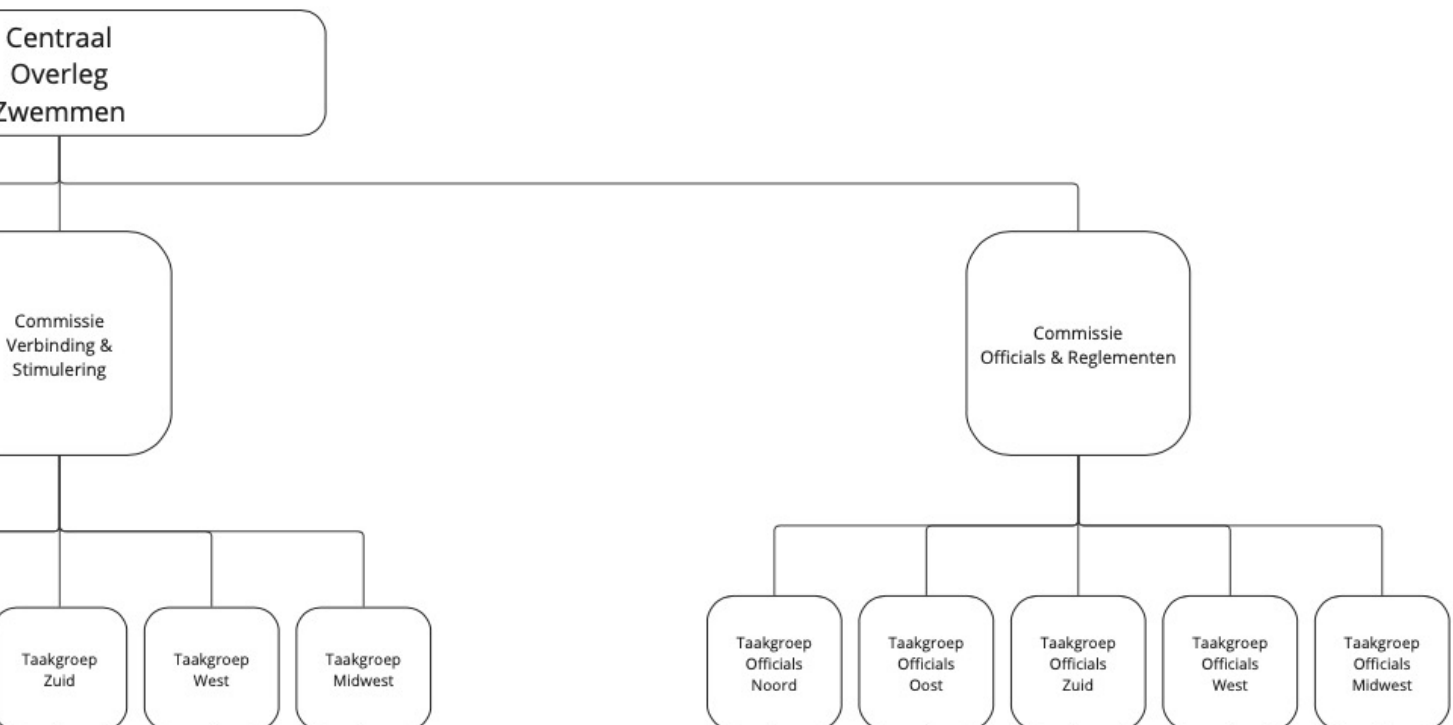 Centraal
Overleg
Zwemmen
Commissie
Verbinding &
Stimulering
Commissie
Officials & Reglementen
Taakgroep
Zuid
Taakgroep
West
Taakgroep
Midwest
Taakgroep
Officials
Noord
Taakgroep
Officials
Oost
Taakgroep
Officials
Zuid
Taakgroep
Officials
West
Taakgroep
Officials
Midwest